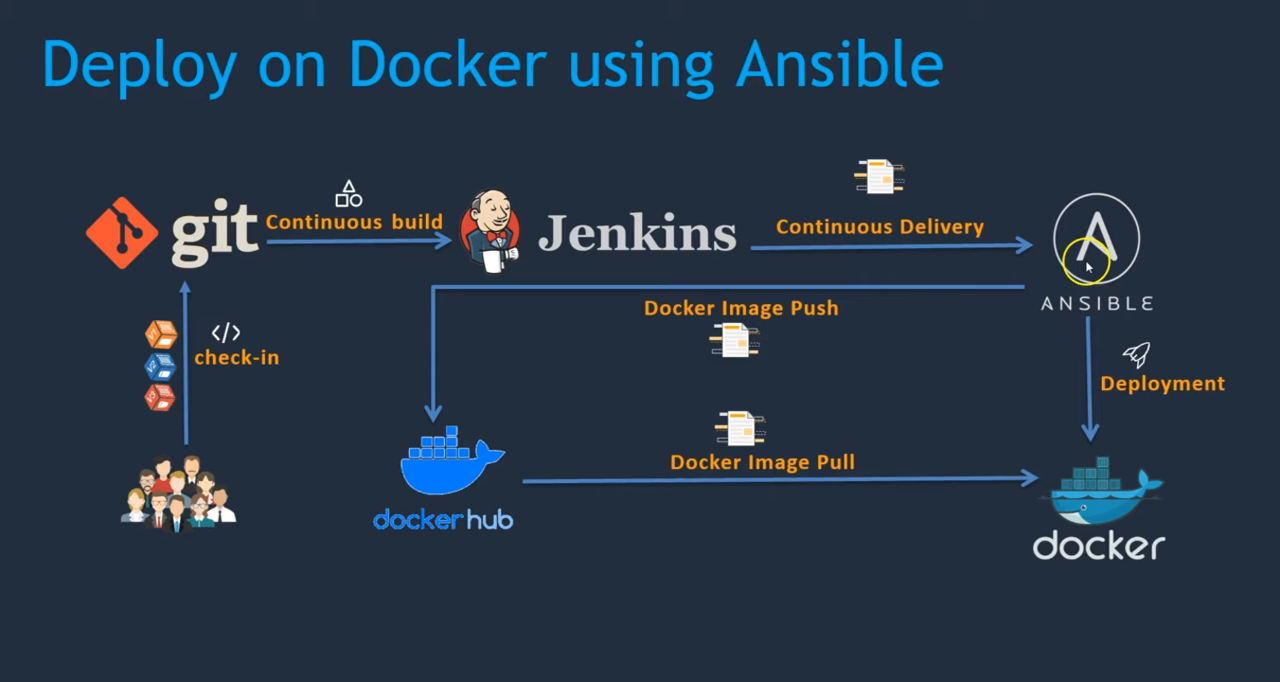 Deploy on Docker using Ansible
git
Continuous build
Jenkins
Continuous Delivery
ANSIBLE
Docker Image Push
</>
check-in
Deployment
Docker Image Pull
dockerhub
docker